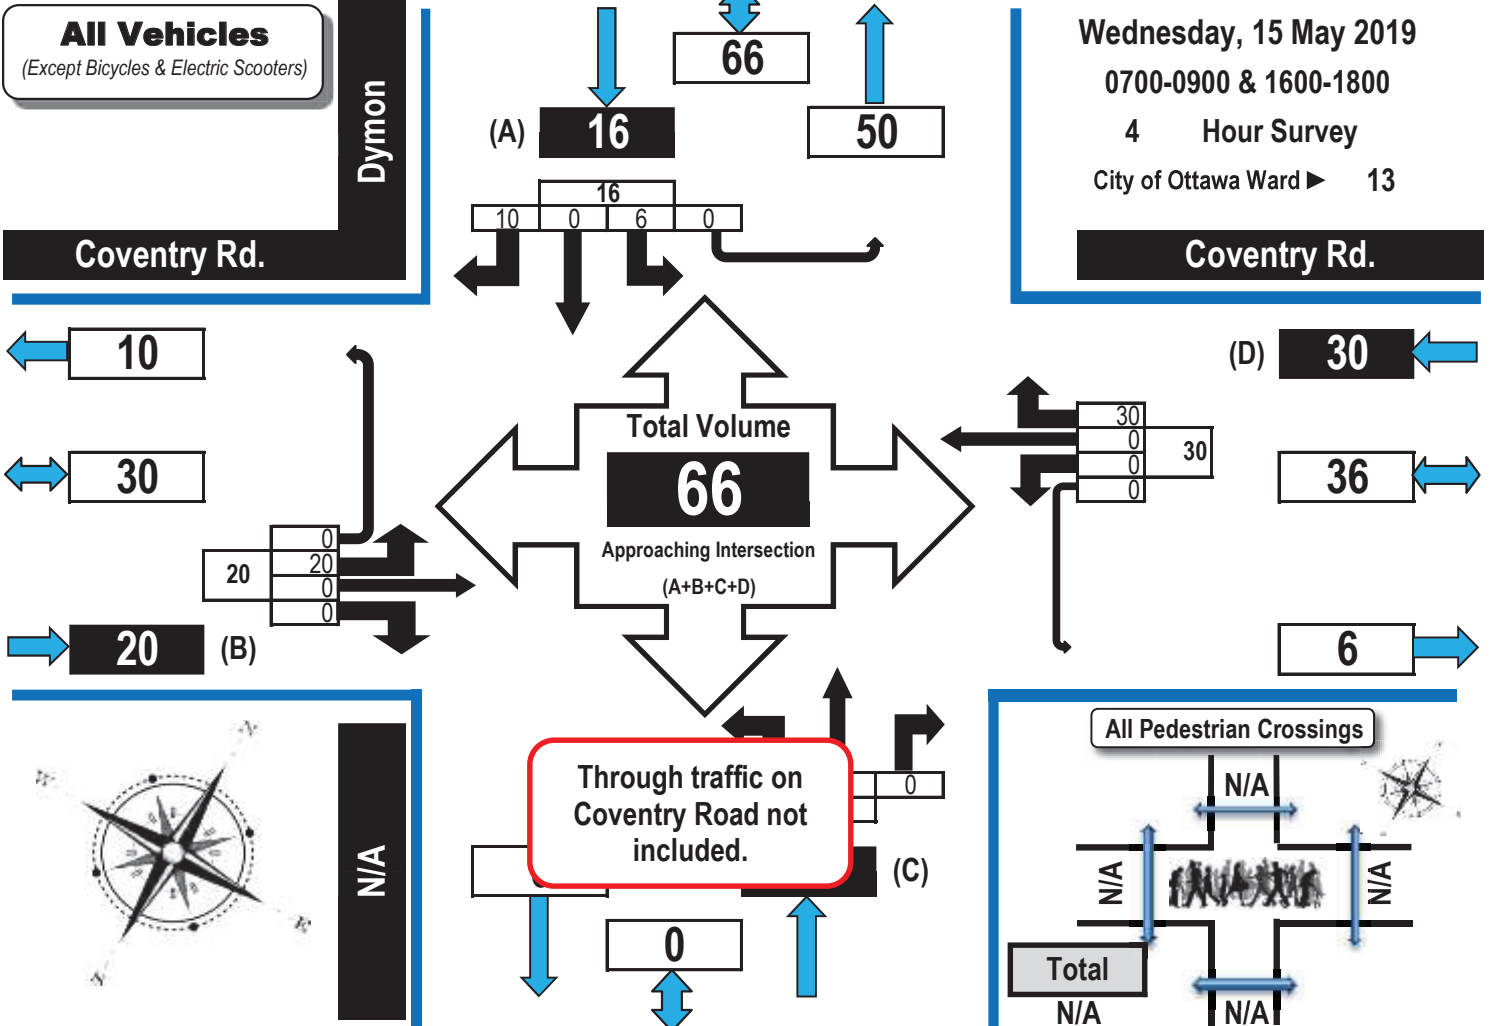 All Vehicles
(Except Bicycles & Electric Scooters)
Dymon
Coventry Rd.
66
(A) 16
50
16
10 0 6 0
Wednesday, 15 May 2019
0700-0900 & 1600-1800
4 Hour Survey
City of Ottawa Ward ► 13
Coventry Rd.
10
30
0
20
0
0
20
20 (B)
Total Volume
66
Approaching Intersection
(A+B+C+D)
(D) 30
30
0
0
0
30
36
6
N
E
N/A
Through traffic on
Coventry Road not
included.
0
(C)
0
All Pedestrian Crossings
N/A
N/A
N/A
Total
N/A
N/A